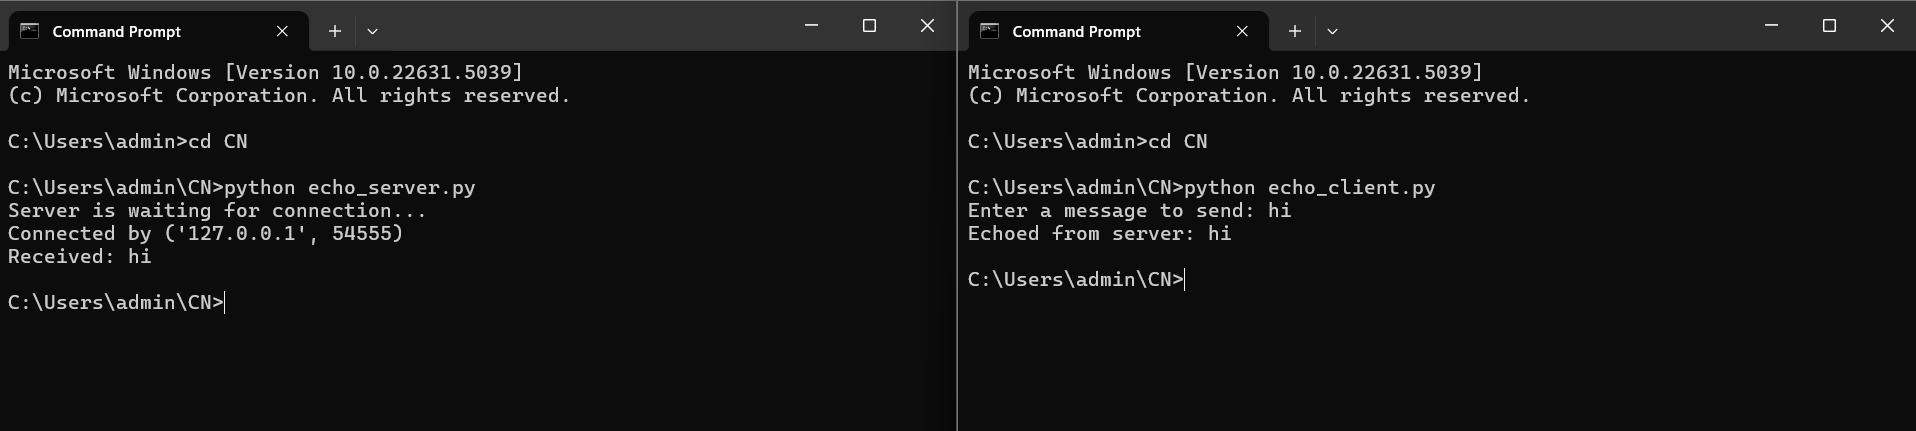 Command Prompt
Microsoft Windows [Version 10.0.22631.5039]
(c) Microsoft Corporation. All rights reserved.
C:\Users\admin>cd CN
C:\Users\admin\CN>python echo_server.py
Server is waiting for connection...
Connected by ('127.0.0.1', 54555)
Received: hi
C:\Users\admin\CN>
Command Prompt
Microsoft Windows [Version 10.0.22631.5039]
(c) Microsoft Corporation. All rights reserved.
C:\Users\admin>cd CN
C:\Users\admin\CN>python echo_client.py
Enter a message to send: hi
Echoed from server: hi
C:\Users\admin\CN>